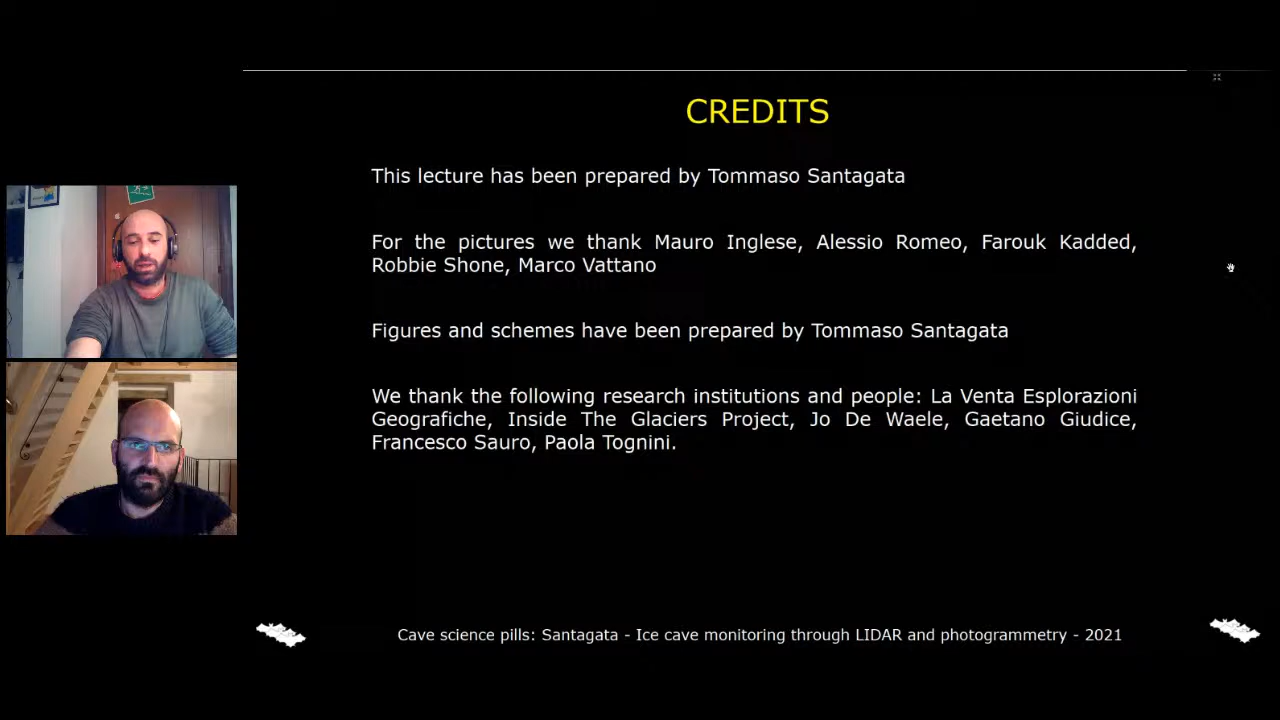 CREDITS
This lecture has been prepared by Tommaso Santagata
For the pictures we thank Mauro Inglese, Alessio Romeo, Farouk Kadded,
Robbie Shone, Marco Vattano
Figures and schemes have been prepared by Tommaso Santagata
We thank the following research institutions and people: La Venta Esplorazioni
Geografiche, Inside The Glaciers Project, Jo De Waele, Gaetano Giudice,
Francesco Sauro, Paola Tognini.
Cave science pills: Santagata - Ice cave monitoring through LIDAR and photogrammetry - 2021